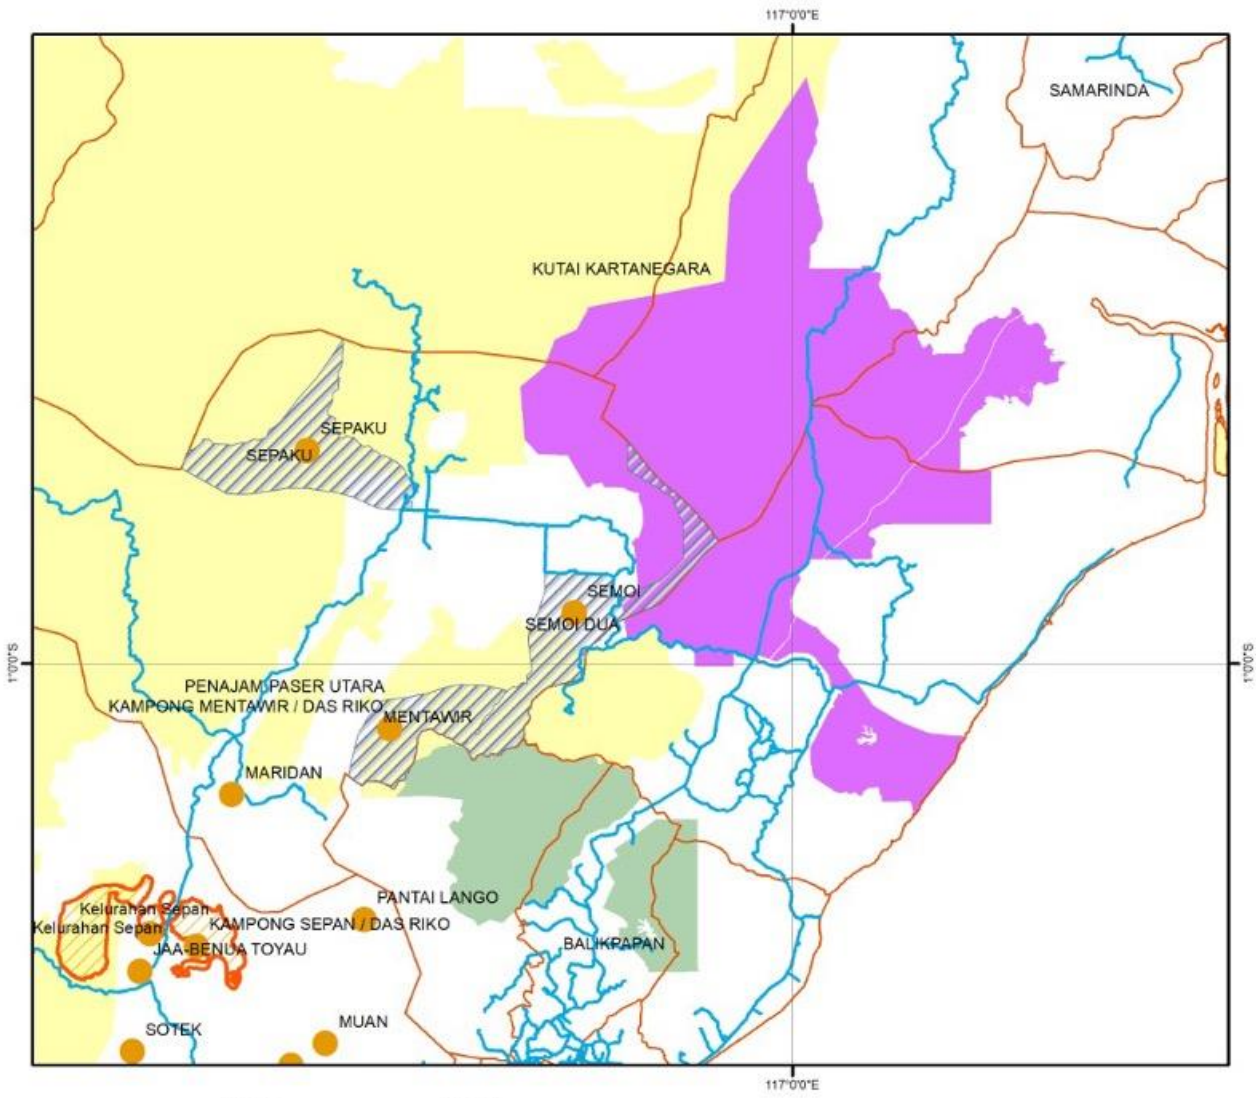 117°0'0"E
SAMARINDA
KUTAI KARTANEGARA
SEPAKU
SEPAKU
SEMOI
SEMOI DUA
1°0'0"S
1°0'0"S
PENAJAM PASER UTARA
KAMPONG MENTAWIR / DAS RIKO
MENTAWIR
MARIDAN
PANTAI LANGO
Kelurahan Sepan
Kelurahan Sepan
KAMPONG SEPAN / DAS RIKO
JAA-BENUA TOYAU
BALIKPAPAN
MUAN
SOTEK
117°0'0"E